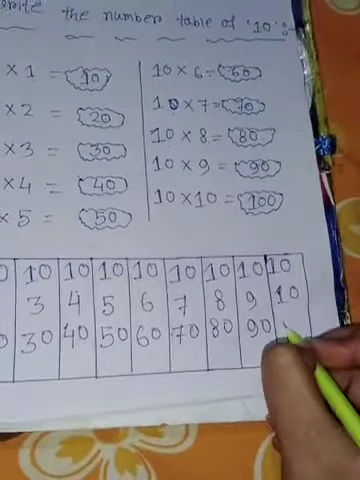 the number table of "10":
× 1 = 10
× 2 = 20
× 3 = 30
× 4 = 40
× 5 = 50
10 × 6 = 60
10 × 7 = 70
10 × 8 = 80
10 × 9 = 90
10 × 10 = 100
0 10 10 10 10 10 10 10 10
3 4 5 6 7 8 9 10
0 30 40 50 60 70 80 90